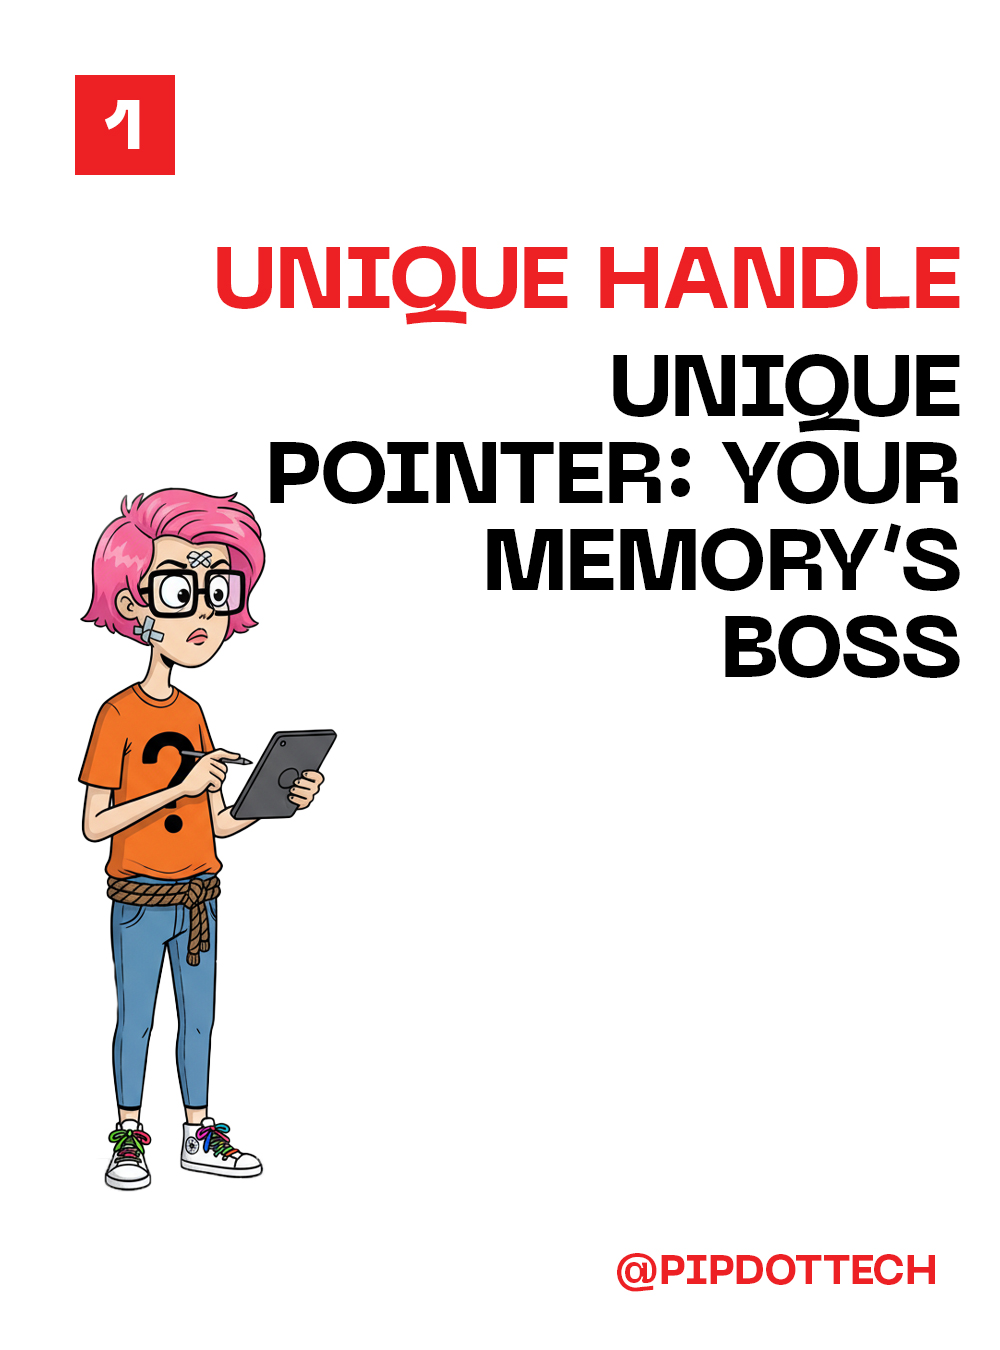 1
UNIQUE HANDLE
UNIQUE
POINTER: YOUR
MEMORY'S
BOSS
?
@PIPDOTTECH